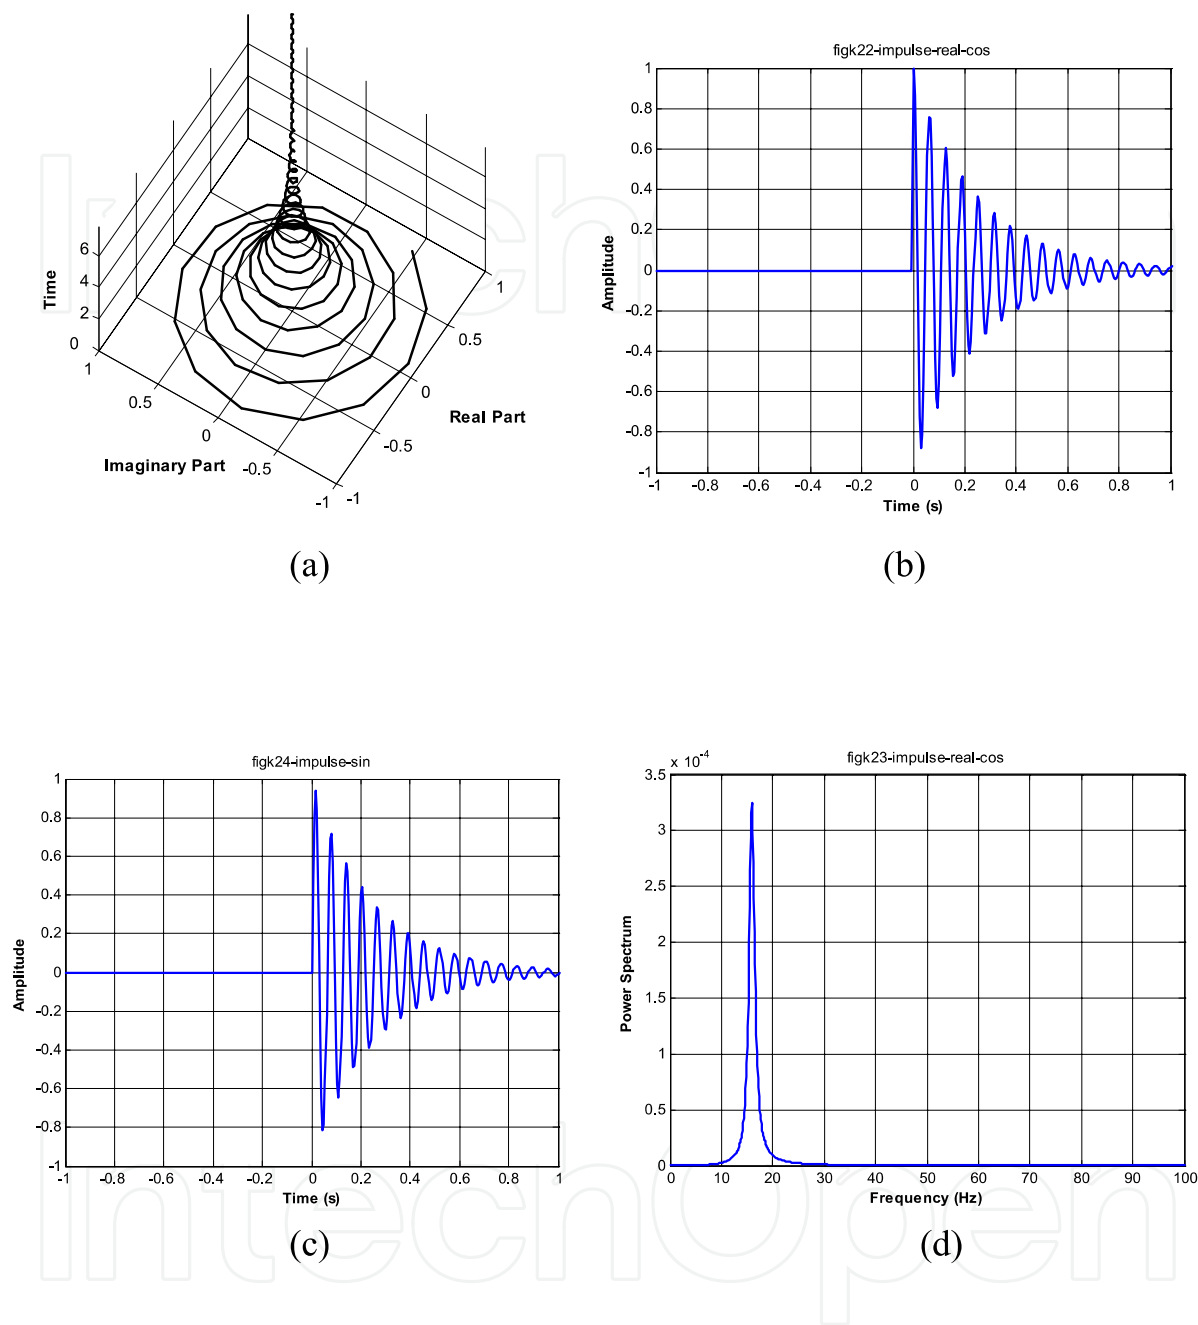 6
4
2
0
Time
1
0.5
0
-0.5
-1
Imaginary Part
1
0.5
0
-0.5
-1
Real Part
(a)
figk22-impulse-real-cos
1
0.8
0.6
0.4
0.2
0
-0.2
-0.4
-0.6
-0.8
-1
Amplitude
-1 -0.8 -0.6 -0.4 -0.2 0 0.2 0.4 0.6 0.8 1
Time (s)
(b)
figk24-impulse-sin
1
0.8
0.6
0.4
0.2
0
-0.2
-0.4
-0.6
-0.8
-1
Amplitude
-1 -0.8 -0.6 -0.4 -0.2 0 0.2 0.4 0.6 0.8 1
Time (s)
(c)
figk23-impulse-real-cos
x 10-4
3.5
3
2.5
2
1.5
1
0.5
0
Power Spectrum
0 10 20 30 40 50 60 70 80 90 100
Frequency (Hz)
(d)
IntechOpen
IntechOpen